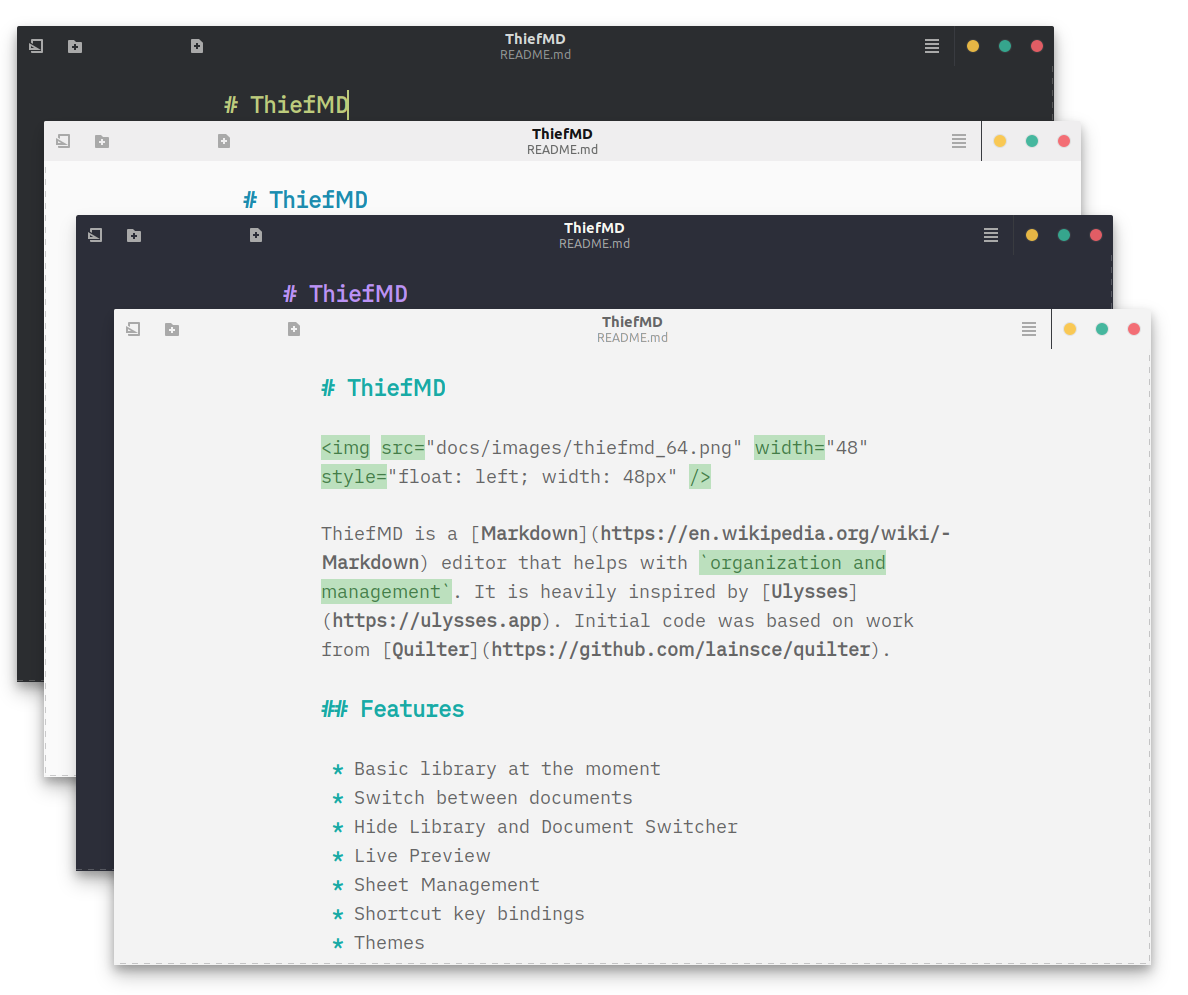 ThiefMD
README.md
# ThiefMD
ThiefMD
README.md
# ThiefMD
ThiefMD
README.md
# ThiefMD
ThiefMD
README.md
# ThiefMD
<img src="docs/images/thiefmd_64.png" width="48"
style="float: left; width: 48px" />
ThiefMD is a [Markdown](https://en.wikipedia.org/wiki/-
Markdown) editor that helps with `organization and
management`. It is heavily inspired by [Ulysses]
(https://ulysses.app). Initial code was based on work
from [Quilter](https://github.com/lainsce/quilter).
## Features
* Basic library at the moment
* Switch between documents
* Hide Library and Document Switcher
* Live Preview
* Sheet Management
* Shortcut key bindings
* Themes